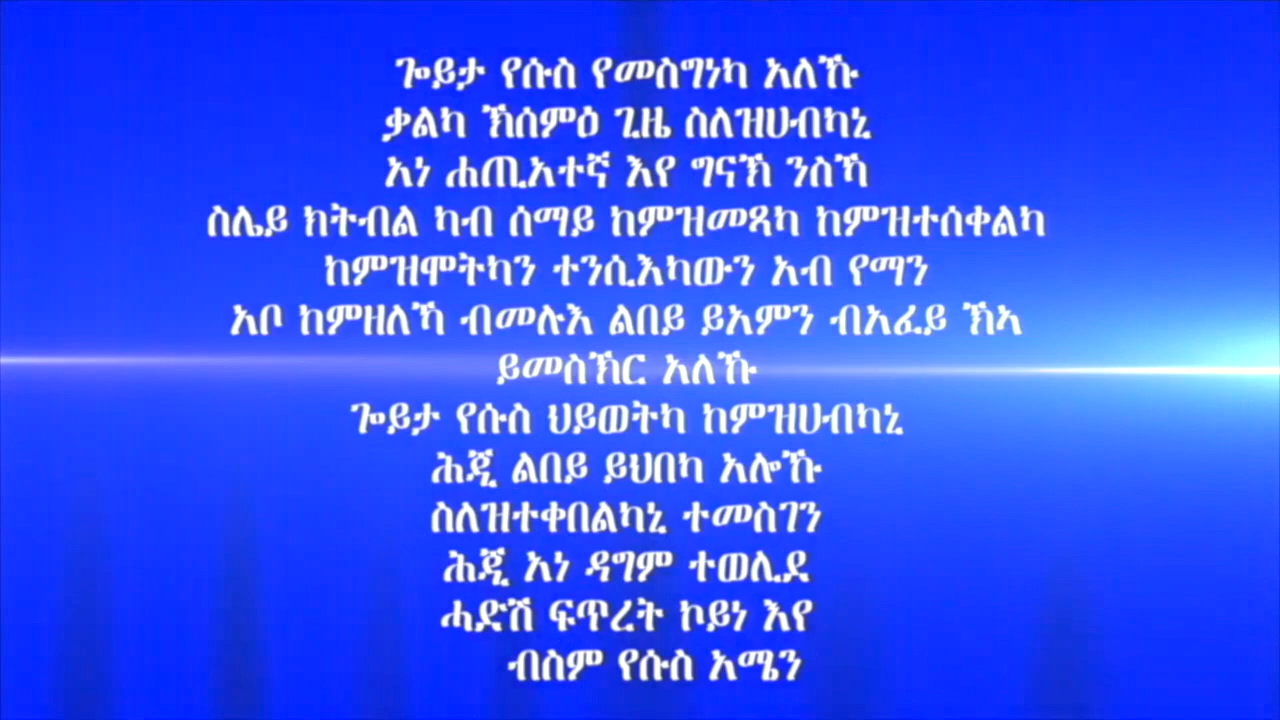 ጐይታ የሱስ የመስግነካ አለኹ
ቃልካ ኽሰምዕ ጊዜ ስለዝሀብካኒ
አነ ሐጢአተኛ እየ ግናኽ ንስኻ
ስሌይ ክትብል ካብ ሰማይ ከምዝመጻካ ከምዝተሰቀልካ
ከምዝሞትካን ተንሲእካውን አብ የማን
አቦ ከምዘለኻ ብመሉእ ልበይ ይአምን ብአፈይ ኽኣ
ይመስኽር አለኹ
ጐይታ የሱስ ህይወትካ ከምዝሀብካኒ
ሕጂ ልበይ ይህበካ አሎኹ
ስለዝተቀበልካኒ ተመስገን
ሕጂ አነ ዳግም ተወሊደ
ሓድሽ ፍጥረት ኮይነ እየ
ብስም የሱስ አሜን